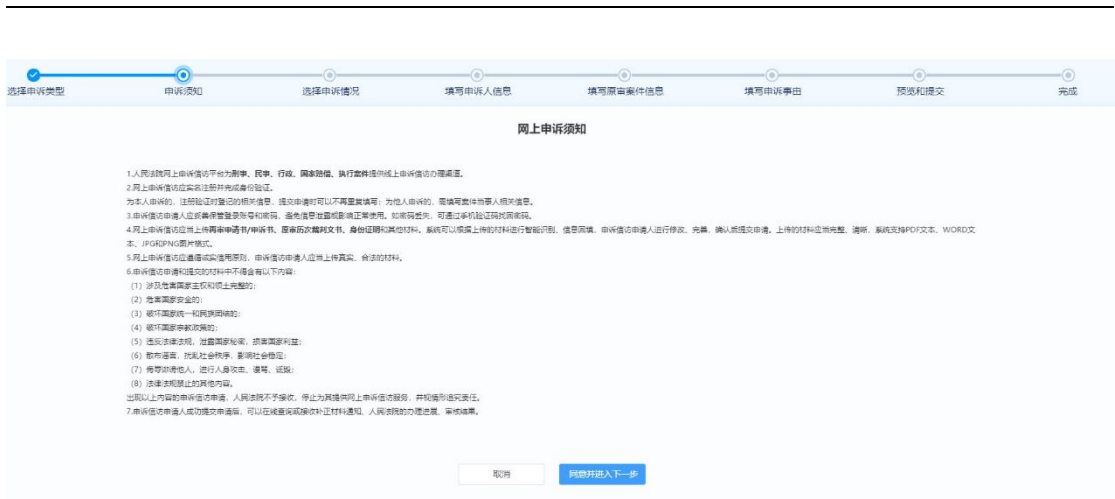 选择申诉类型 申诉须知 选择申诉情况 填写申诉人信息 填写原审案件信息 填写申诉事由 预览和提交 完成
网上申诉须知
1.人民法院网上申诉信访平台为刑事、民事、行政、国家赔偿、执行案件提供线上申诉信访办理渠道。
2.网上申诉信访应实名注册并完成身份验证。
为本人申诉的，注册验证时登记的相关信息，提交申请时可以不再重复填写；为他人申诉的，需填写案件当事人相关信息。
3.申诉信访申请人应妥善保管登录账号和密码，避免信息泄露或影响正常使用。如密码丢失，可通过手机验证码找回密码。
4.网上申诉信访应当上传再审申请书/申诉书、原审历次裁判文书、身份证明和其他材料。系统可以根据上传的材料进行智能识别、信息回填，申诉信访申请人进行修改、完善，确认后提交申请。上传的材料应当完整、清晰，系统支持PDF文本、WORD文
本、JPG和PNG图片格式。
5.网上申诉信访应遵循诚实信用原则，申诉信访申请人应当上传真实、合法的材料。
6.申诉信访申请和提交的材料中不得含有以下内容：
(1) 涉及危害国家主权和领土完整的；
(2) 危害国家安全的；
(3) 破坏国家统一和民族团结的；
(4) 破坏国家宗教政策的；
(5) 违反法律法规，泄露国家秘密，损害国家利益；
(6) 散布谣言，扰乱社会秩序，影响社会稳定；
(7) 侮辱诽谤他人，进行人身攻击、谩骂、诋毁；
(8) 法律法规禁止的其他内容。
出现以上内容的申诉信访申请，人民法院不予接收，停止为其提供网上申诉信访服务，并视情形追究责任。
7.申诉信访申请人成功提交申请后，可以在线查询或接收补正材料通知、人民法院的办理进展、审核结果。
取消 同意并进入下一步